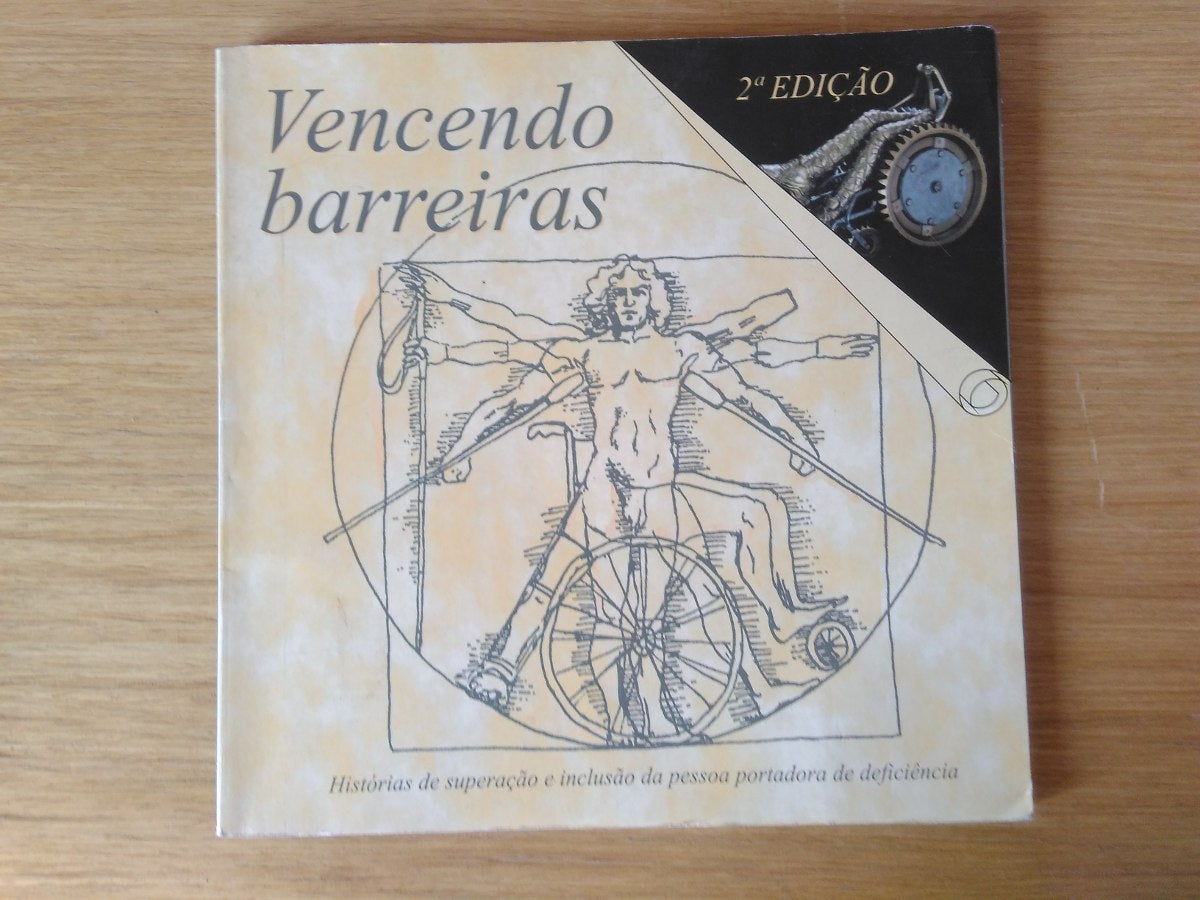 Vencendo
barreiras
2ª EDIÇÃO
Histórias de superação e inclusão da pessoa portadora de deficiência